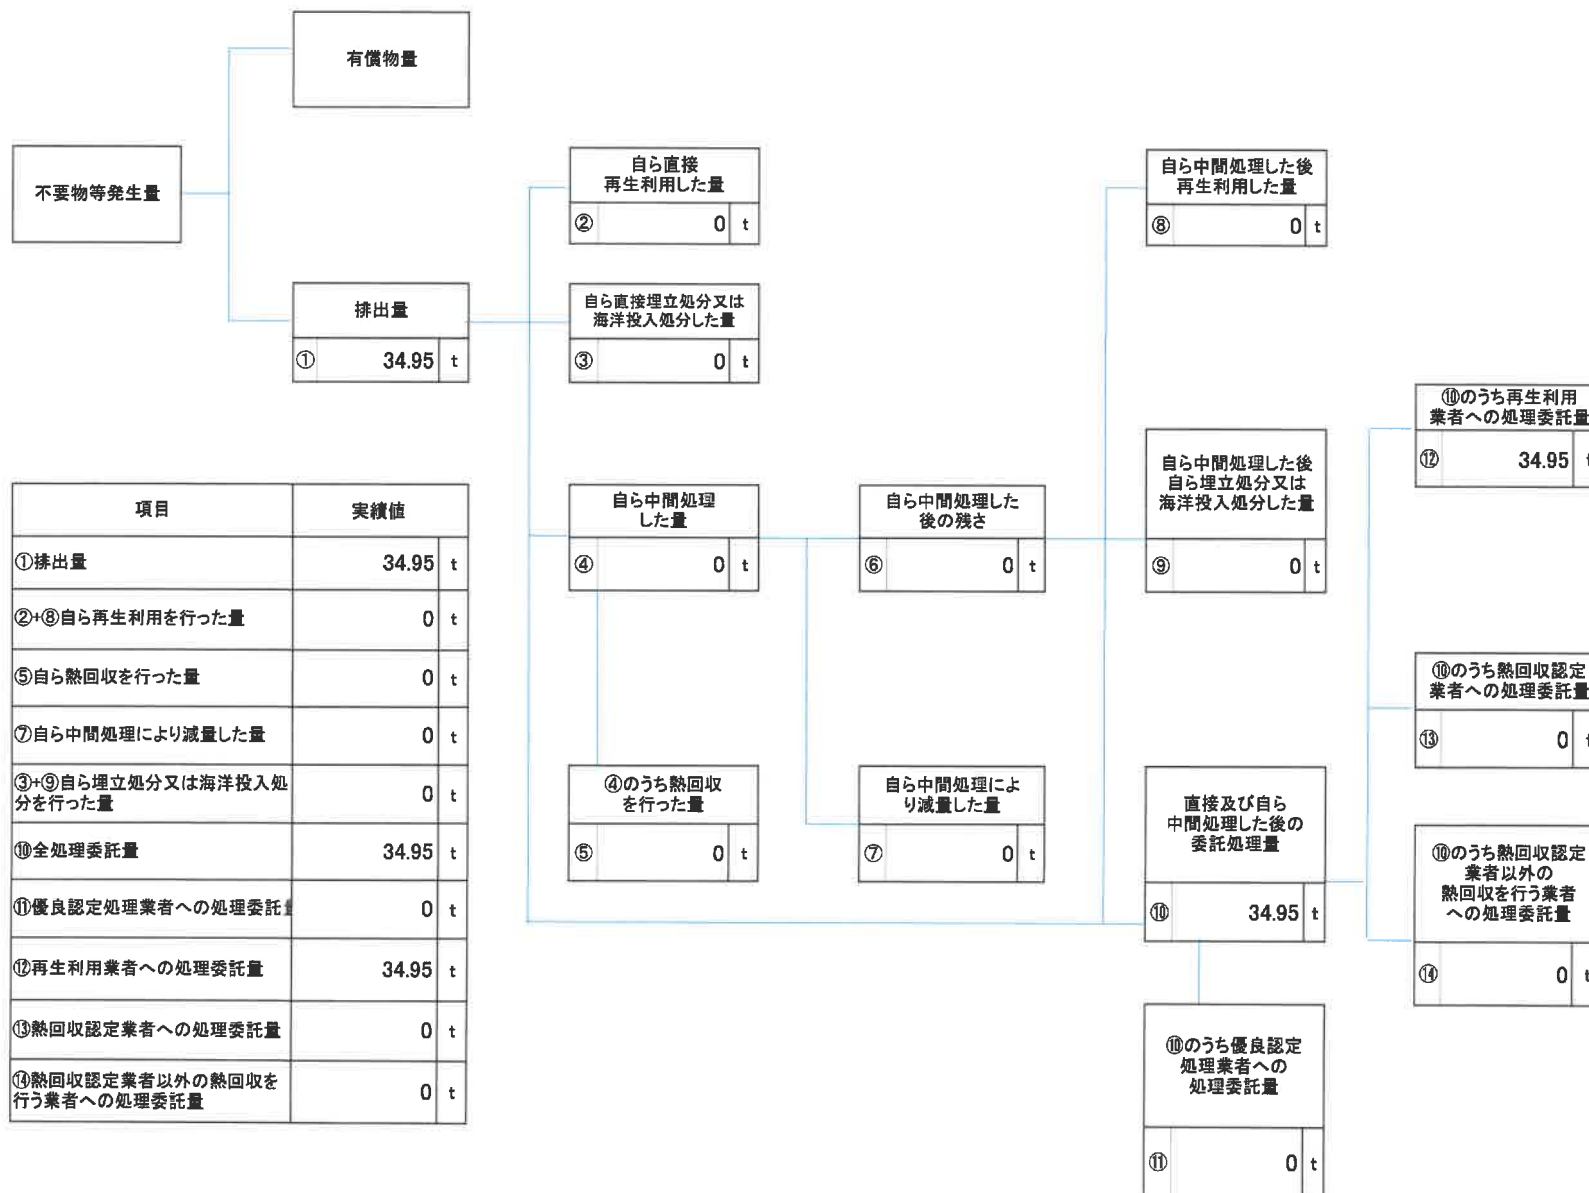 有償物量
不要物等発生量
排出量
① 34.95 t
自ら直接
再生利用した量
② 0 t
自ら直接埋立処分又は
海洋投入処分した量
③ 0 t
自ら中間処理
した量
④ 0 t
④のうち熱回収
を行った量
⑤ 0 t
自ら中間処理した
後の残さ
⑥ 0 t
自ら中間処理によ
り減量した量
⑦ 0 t
自ら中間処理した後
再生利用した量
⑧ 0 t
自ら中間処理した後
自ら埋立処分又は
海洋投入処分した量
⑨ 0 t
直接及び自ら
中間処理した後の
委託処理量
⑩ 34.95 t
⑩のうち優良認定
処理業者への
処理委託量
⑪ 0 t
⑩のうち再生利用
業者への処理委託量
⑫ 34.95 t
⑩のうち熱回収認定
業者への処理委託量
⑬ 0 t
⑩のうち熱回収認定
業者以外の
熱回収を行う業者
への処理委託量
⑭ 0 t
項目 実績値
①排出量 34.95 t
②+⑧自ら再生利用を行った量 0 t
⑤自ら熱回収を行った量 0 t
⑦自ら中間処理により減量した量 0 t
③+⑨自ら埋立処分又は海洋投入処
分を行った量 0 t
⑩全処理委託量 34.95 t
⑪優良認定処理業者への処理委託量 0 t
⑫再生利用業者への処理委託量 34.95 t
⑬熱回収認定業者への処理委託量 0 t
⑭熱回収認定業者以外の熱回収を
行う業者への処理委託量 0 t